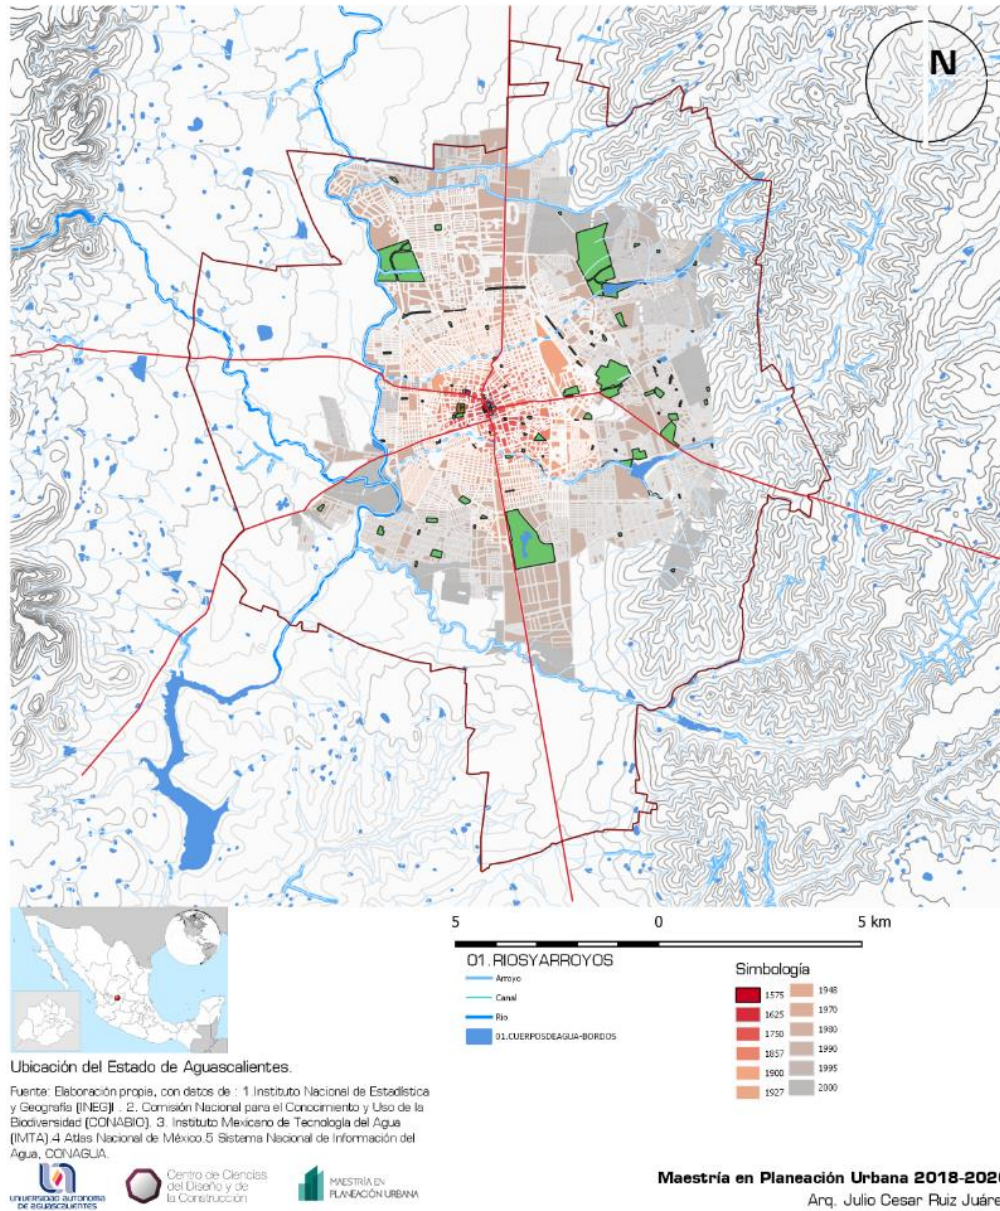 N
5 0 5 km
01.RIOSYARROYOS
Arroyo
Canal
Rio
01.CUERPOSDEAGUA-BORDOS
Simbología
1575
1625
1750
1857
1900
1927
1948
1970
1980
1990
1995
2000
Ubicación del Estado de Aguascalientes.
Fuente: Elaboración propia, con datos de : 1 Instituto Nacional de Estadística
y Geografía (INEG)I . 2. Comisión Nacional para el Conocimiento y Uso de la
Biodiversidad (CONABIO). 3. Instituto Mexicano de Tecnología del Agua
(IMTA).4 Atlas Nacional de México.5 Sistema Nacional de Información del
Agua, CONAGUA.
UNIVERSIDAD AUTONOMA
DE AGUASCALIENTES
Centro de Ciencias
del Diseño y de
la Construcción
MAESTRÍA EN
PLANEACIÓN URBANA
Maestría en Planeación Urbana 2018-2020
Arq. Julio Cesar Ruiz Juáre